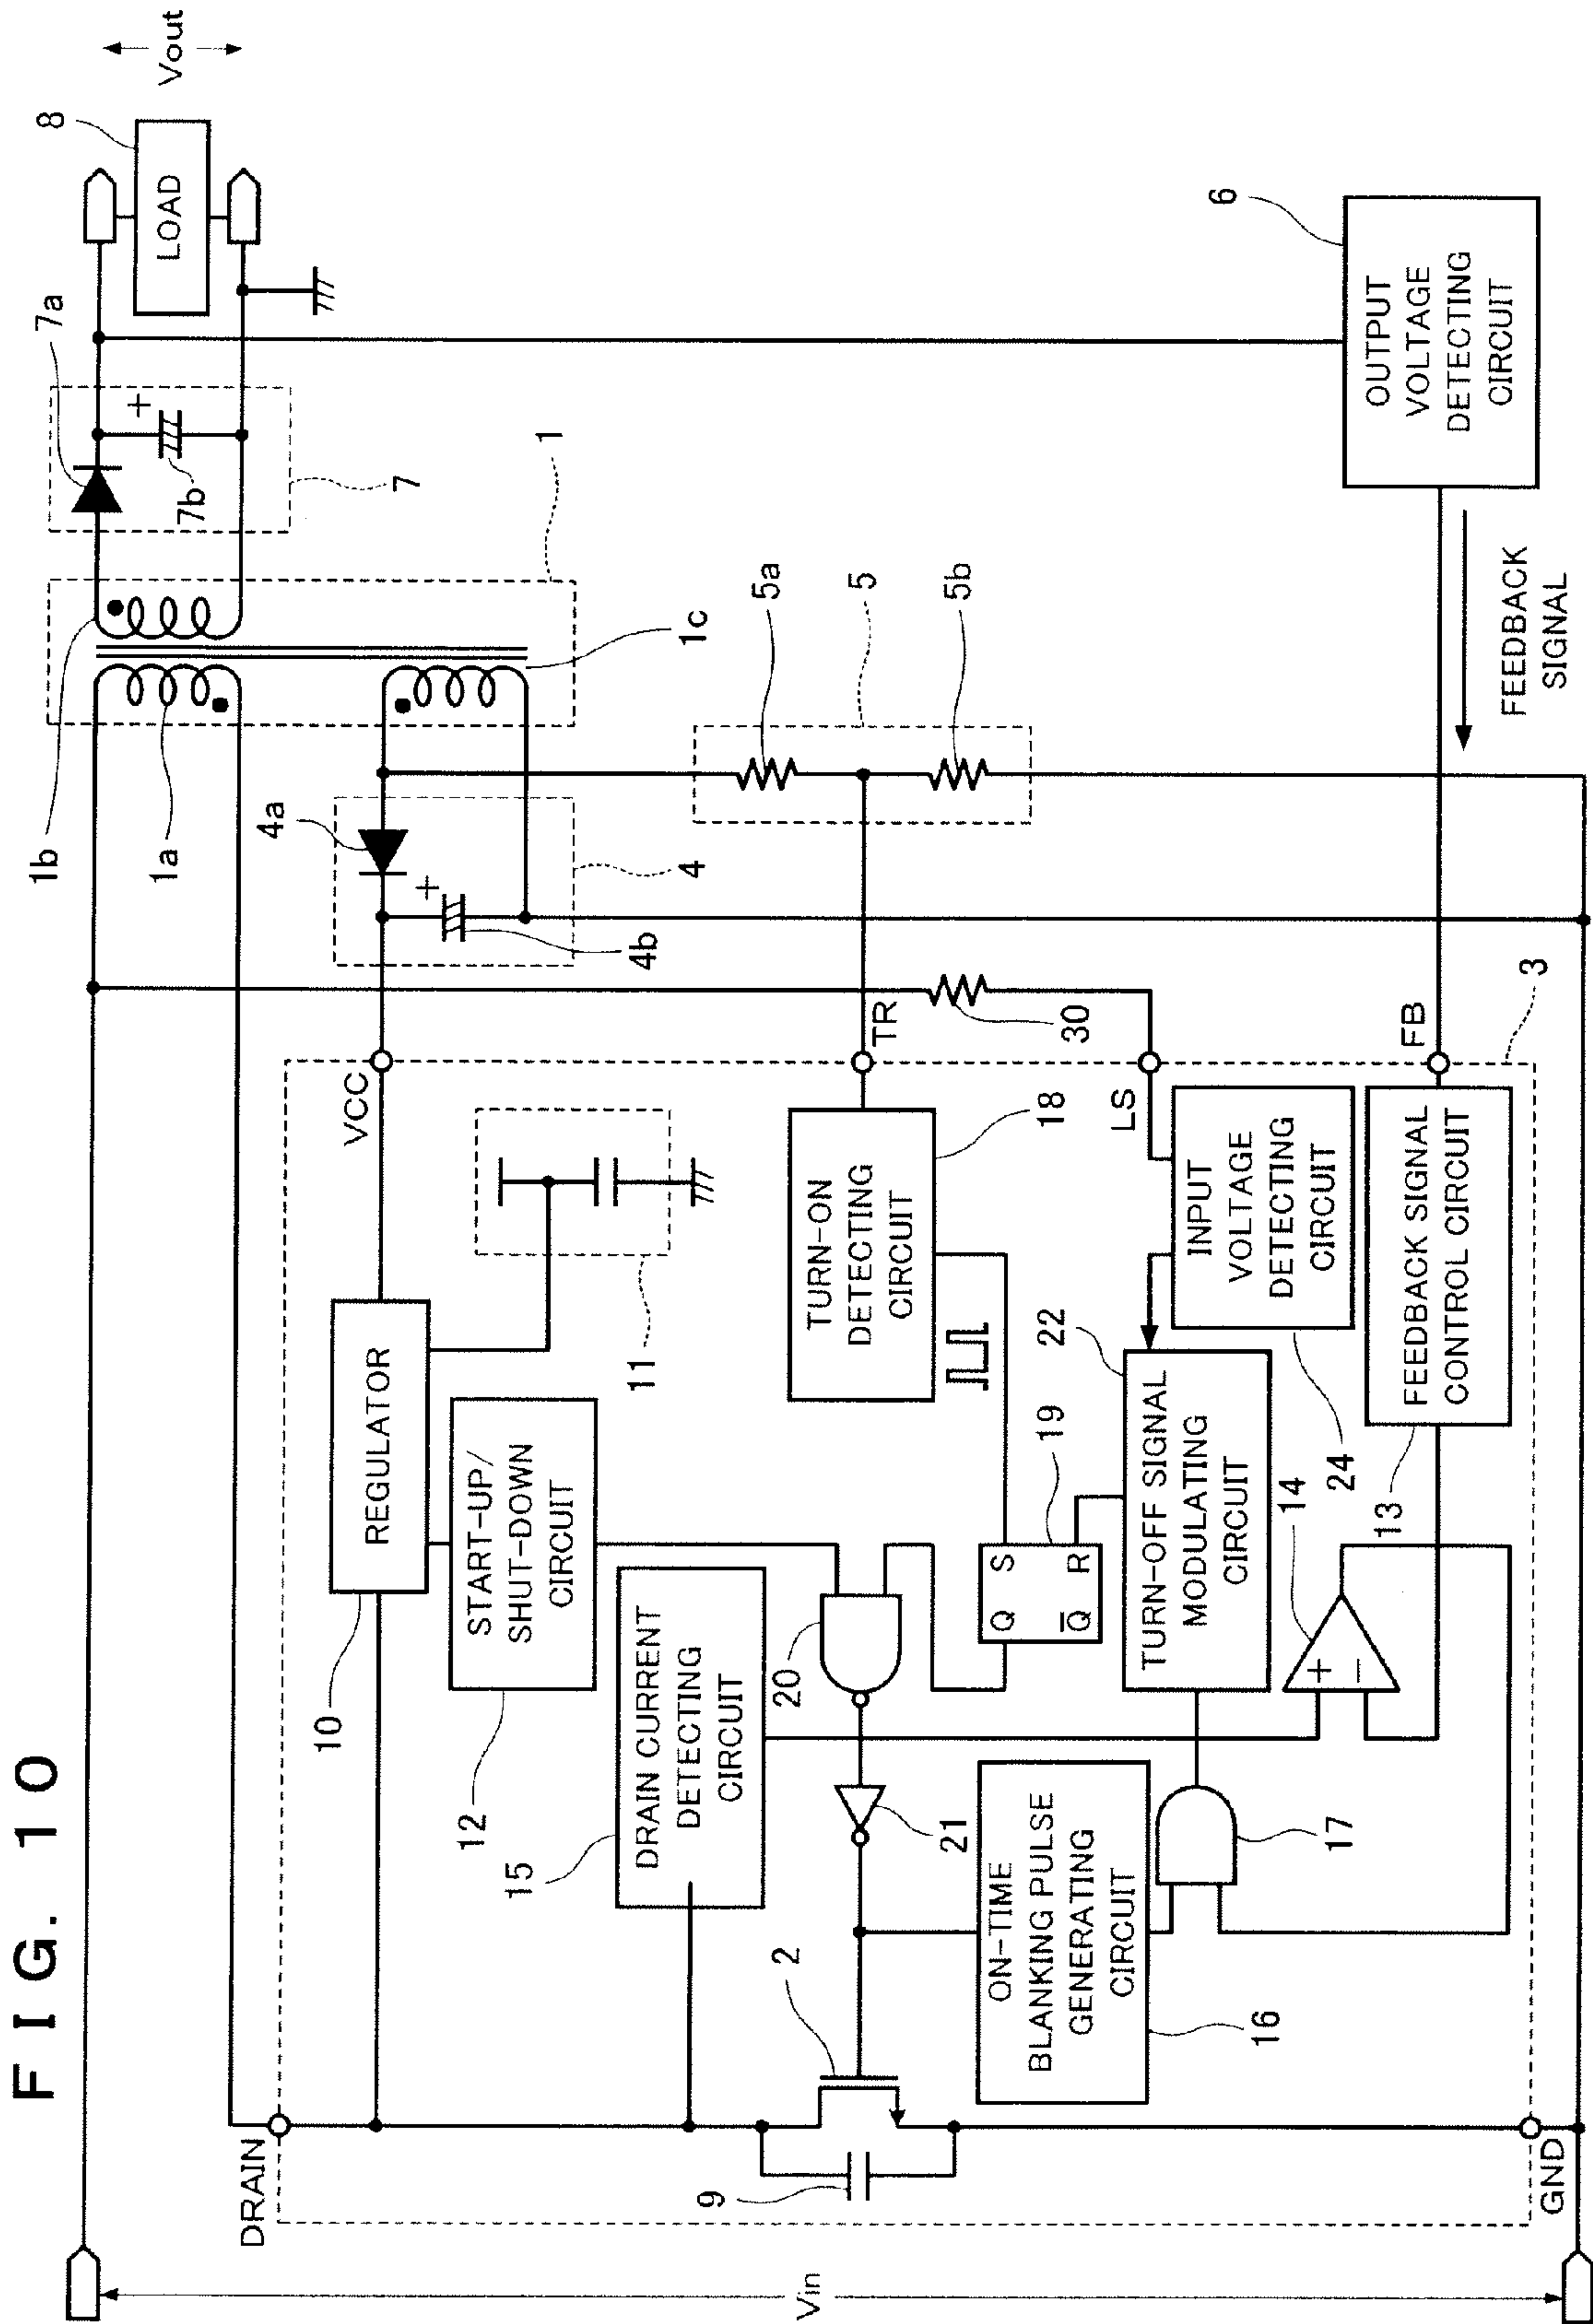 FIG. 10
Vin
DRAIN
GND
9
2
10
REGULATOR
12
START-UP/
SHUT-DOWN
CIRCUIT
15
DRAIN CURRENT
DETECTING
CIRCUIT
11
VCC
20
21
ON-TIME
BLANKING PULSE
GENERATING
CIRCUIT
16
17
TURN-ON
DETECTING
CIRCUIT
18
TR
Q
S
Q̅
R
19
TURN-OFF SIGNAL
MODULATING
CIRCUIT
22
INPUT
VOLTAGE
DETECTING
CIRCUIT
24
LS
14
+
−
FEEDBACK SIGNAL
CONTROL CIRCUIT
13
FB
3
30
1b
1a
1c
1
4a
+
4b
4
5a
5
5b
7a
+
7b
7
8
LOAD
Vout
OUTPUT
VOLTAGE
DETECTING
CIRCUIT
6
FEEDBACK
SIGNAL